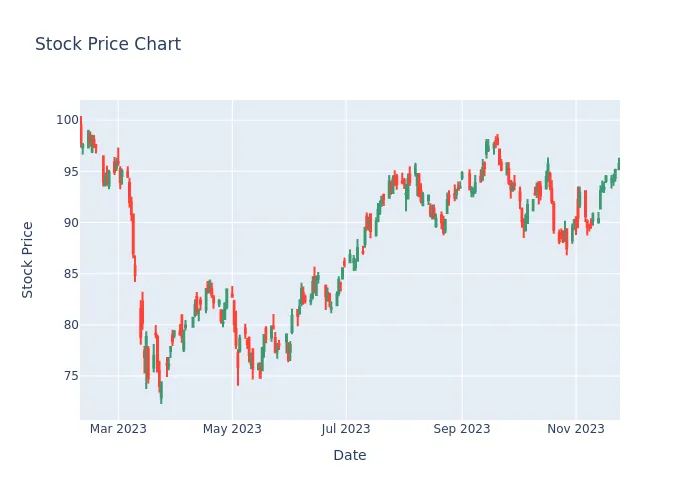 Stock Price Chart
100
95
90
85
80
75
Stock Price
Mar 2023
May 2023
Jul 2023
Sep 2023
Nov 2023
Date